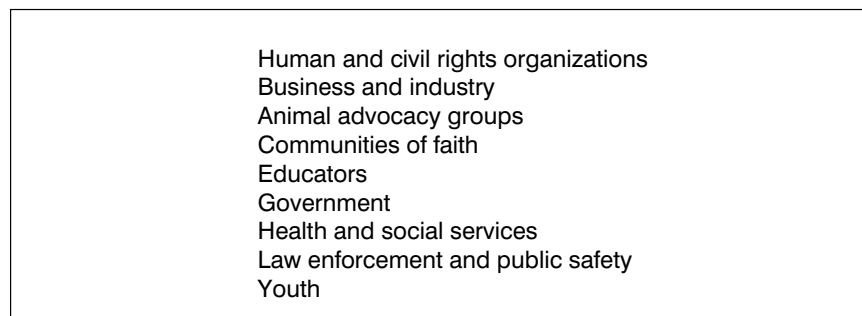 Human and civil rights organizations
Business and industry
Animal advocacy groups
Communities of faith
Educators
Government
Health and social services
Law enforcement and public safety
Youth